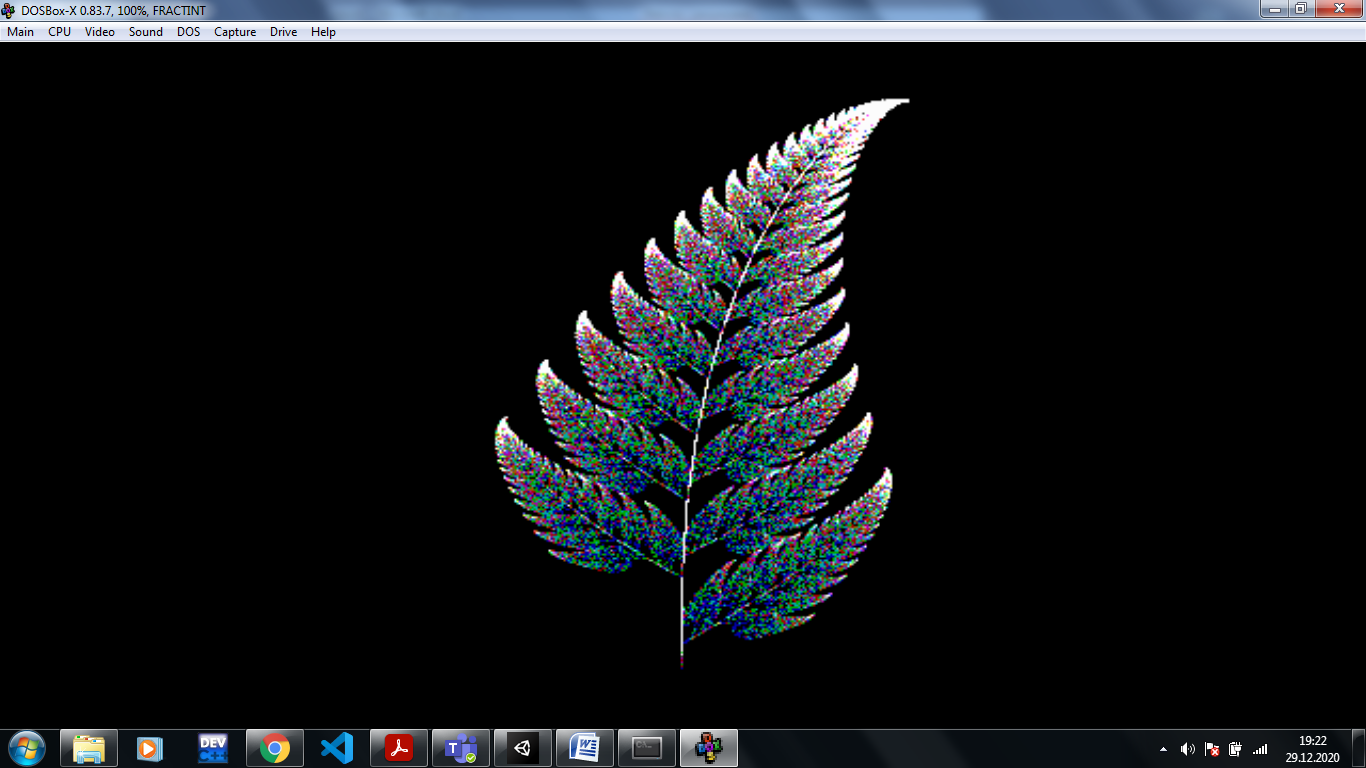 DOSBox-X 0.83.7, 100%, FRACTINT
Main CPU Video Sound DOS Capture Drive Help
DEV
C++
19:22
29.12.2020